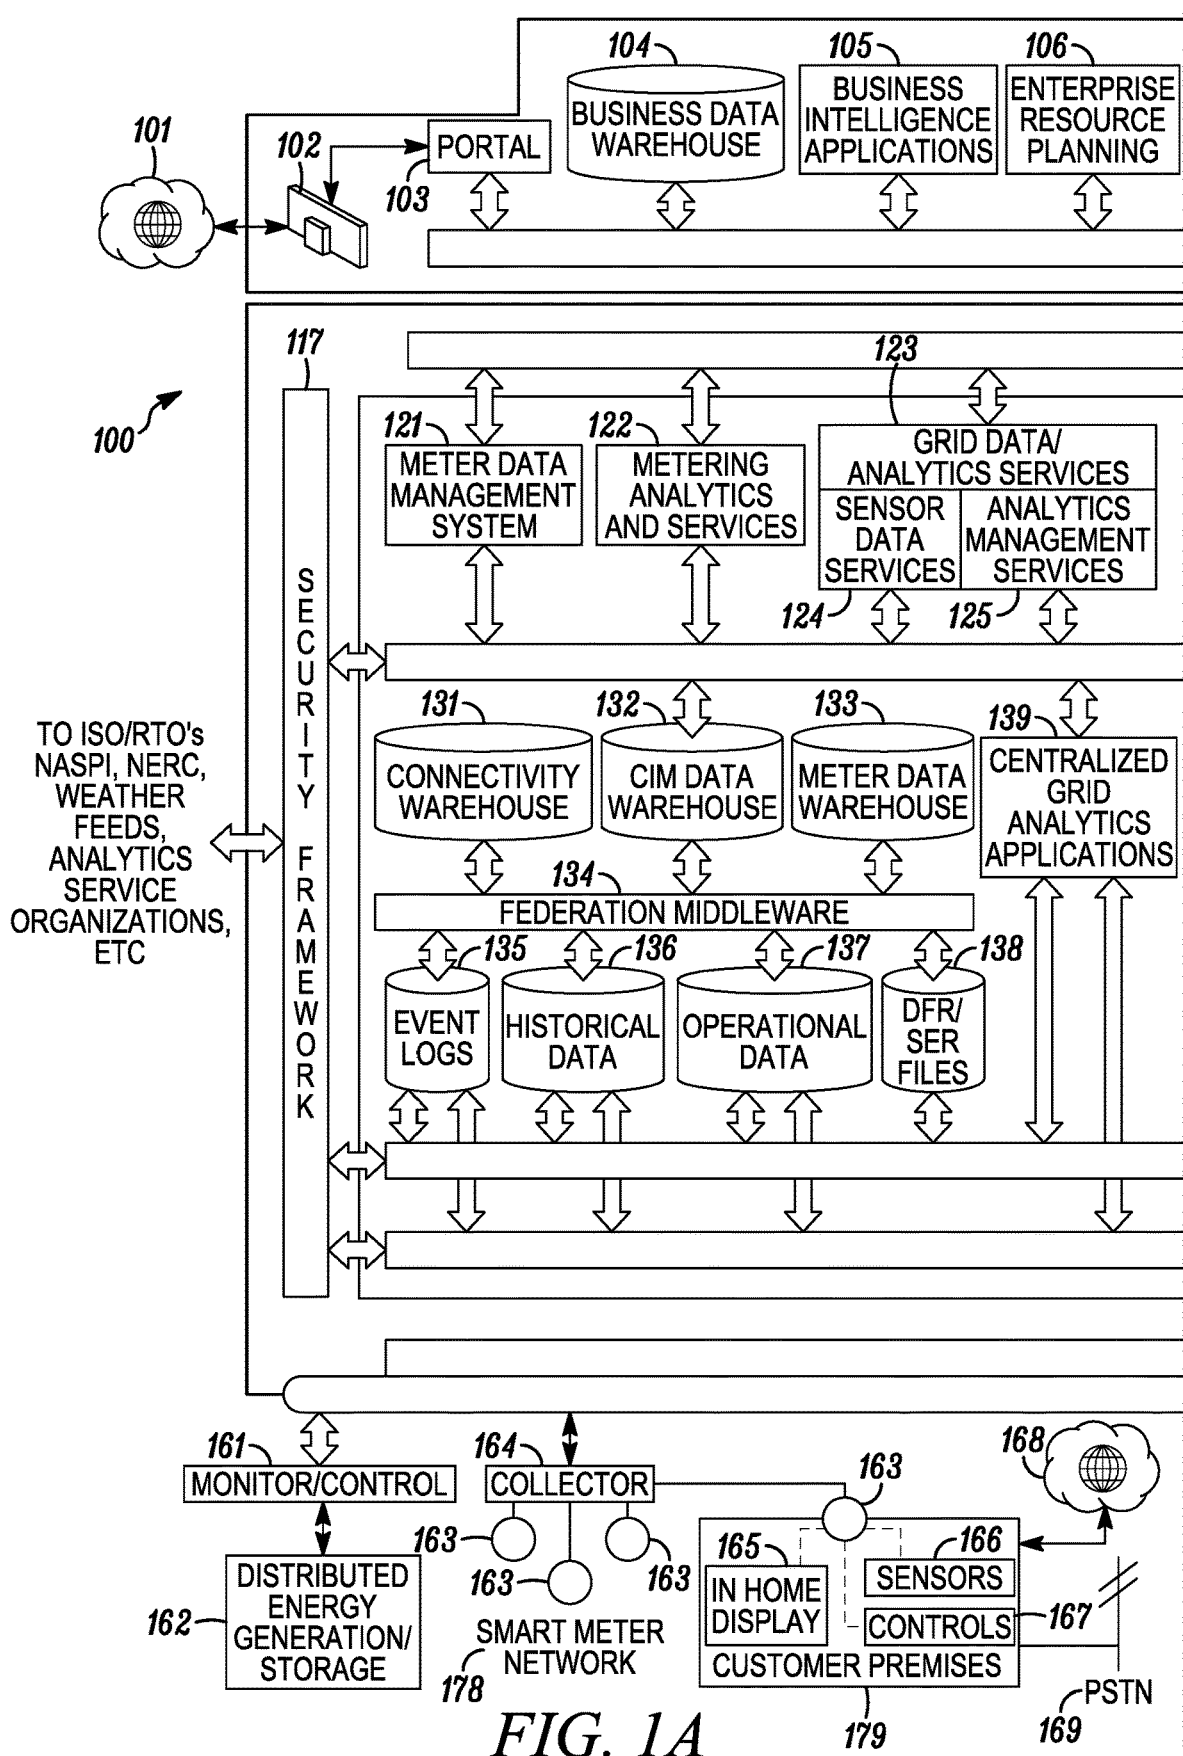 104
105
106
BUSINESS DATA
WAREHOUSE
BUSINESS
INTELLIGENCE
APPLICATIONS
ENTERPRISE
RESOURCE
PLANNING
101
102
PORTAL
103
117
100
123
121
122
METER DATA
MANAGEMENT
SYSTEM
METERING
ANALYTICS
AND SERVICES
GRID DATA/
ANALYTICS SERVICES
SENSOR
DATA
SERVICES
ANALYTICS
MANAGEMENT
SERVICES
124
125
SECURITY FRAMEWORK
TO ISO/RTO's
NASPI, NERC,
WEATHER
FEEDS,
ANALYTICS
SERVICE
ORGANIZATIONS,
ETC
131
132
133
139
CONNECTIVITY
WAREHOUSE
CIM DATA
WAREHOUSE
METER DATA
WAREHOUSE
CENTRALIZED
GRID
ANALYTICS
APPLICATIONS
134
FEDERATION MIDDLEWARE
135
136
137
138
EVENT
LOGS
HISTORICAL
DATA
OPERATIONAL
DATA
DFR/
SER
FILES
161
MONITOR/CONTROL
164
COLLECTOR
163
168
163
163
163
162
DISTRIBUTED
ENERGY
GENERATION/
STORAGE
SMART METER
NETWORK
178
165
IN HOME
DISPLAY
166
SENSORS
CONTROLS
167
CUSTOMER PREMISES
179
PSTN
169
FIG. 1A